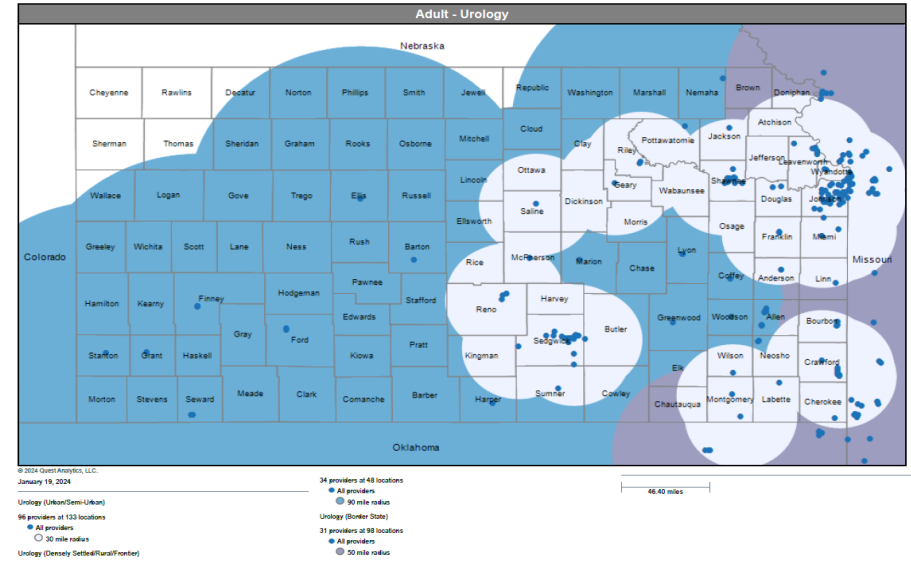 Adult - Urology
Nebraska
Cheyenne Rawlins Decatur Norton Phillips Smith Jewell Republic Washington Marshall Nemaha Brown Doniphan
Atchison
Sherman Thomas Sheridan Graham Rooks Osborne Mitchell Cloud Clay Riley Pottawatomie Jackson
Jefferson Leavenworth
Wallace Logan Gove Trego Ellis Russell Lincoln Ottawa Geary Wabaunsee Shawnee Wyandotte
Saline Dickinson Douglas Johnson
Ellsworth Morris Osage
Colorado Greeley Wichita Scott Lane Ness Rush Barton Franklin Miami Missouri
Rice McPherson Marion Chase Lyon
Hamilton Kearny Finney Hodgeman Pawnee Stafford Coffey Anderson Linn
Reno Harvey
Gray Ford Edwards Greenwood Woodson Allen Bourbon
Stanton Grant Haskell Kiowa Pratt Kingman Sedgwick Butler Elk Wilson Neosho Crawford
Morton Stevens Seward Meade Clark Comanche Barber Harper Sumner Cowley Chautauqua Montgomery Labette Cherokee
Oklahoma
© 2024 Quest Analytics, LLC.
January 19, 2024
Urology (Urban/Semi-Urban)
96 providers at 133 locations
All providers
30 mile radius
Urology (Densely Settled/Rural/Frontier)
34 providers at 48 locations
All providers
90 mile radius
Urology (Border State)
31 providers at 98 locations
All providers
50 mile radius
46.40 miles